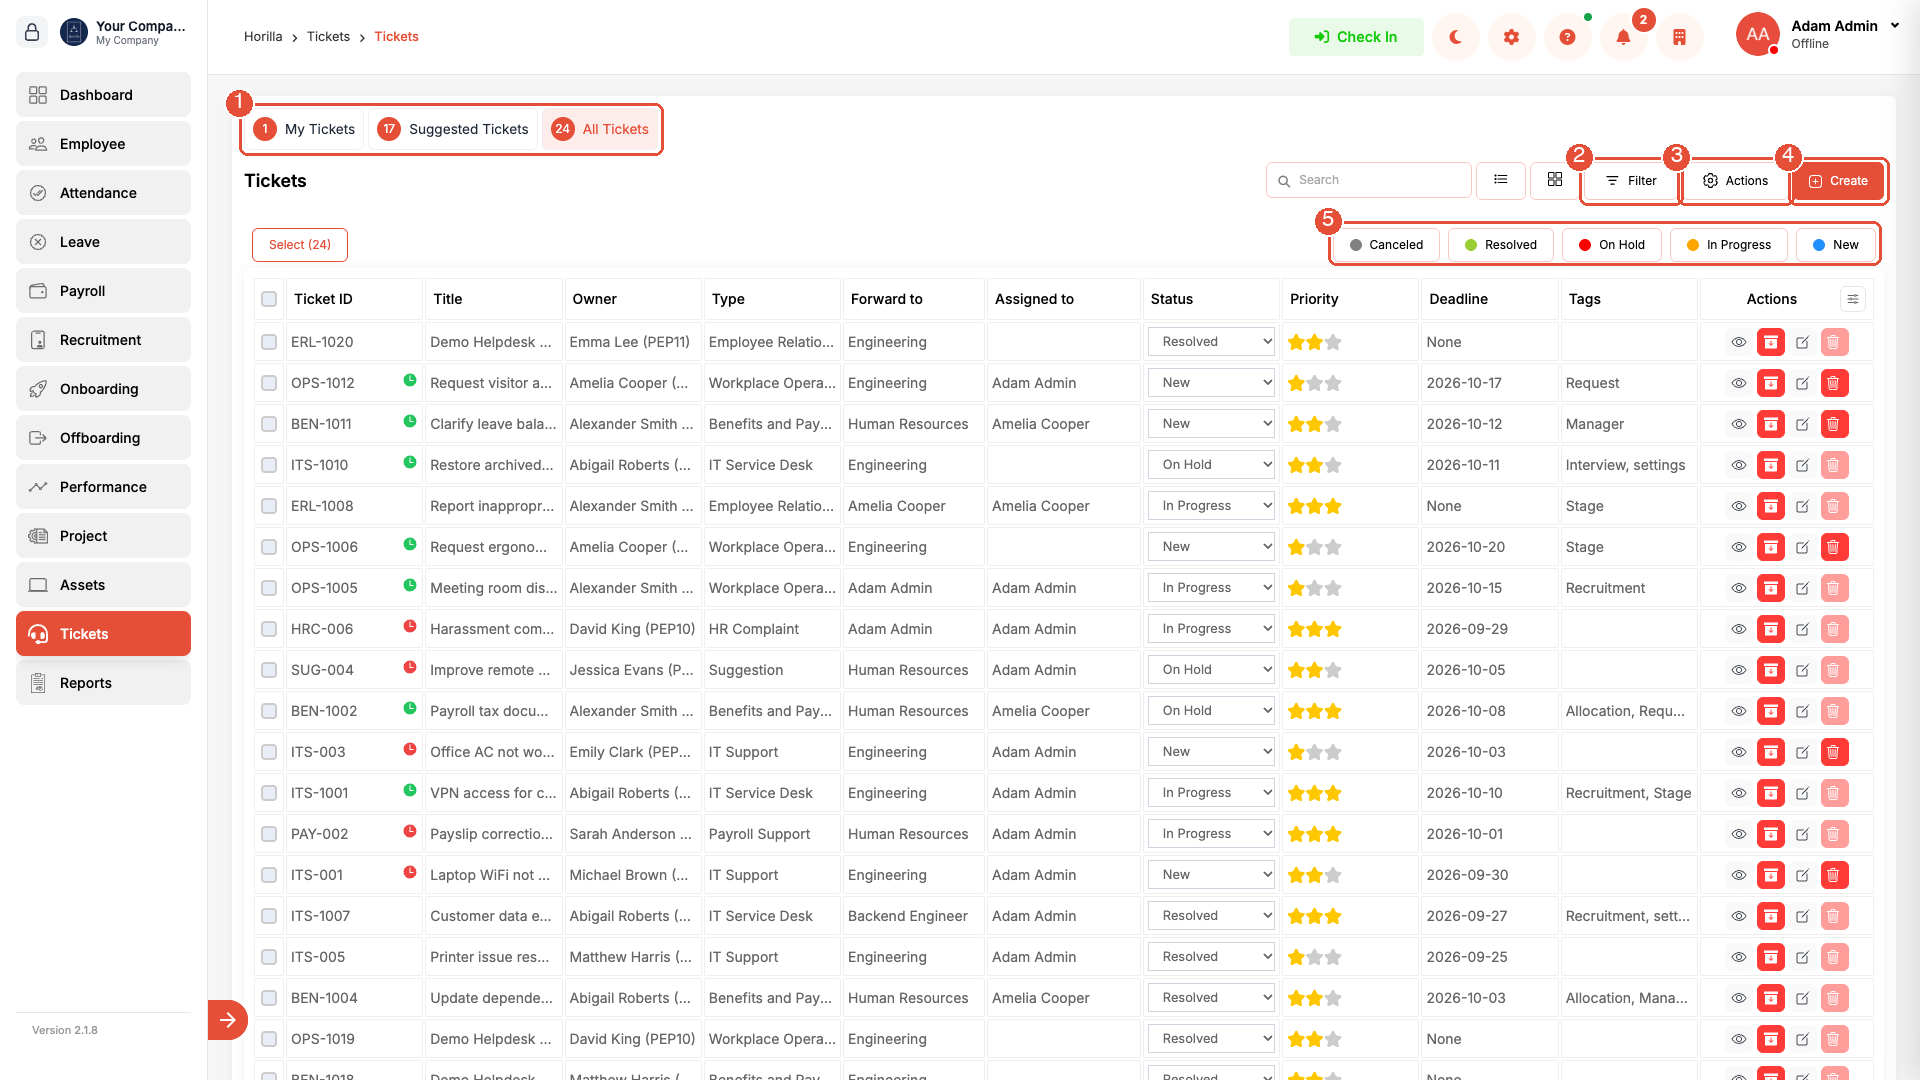 Your Compa...
My Company
Horilla > Tickets > Tickets
Check In
2
AA
Adam Admin
Offline
Dashboard
Employee
Attendance
Leave
Payroll
Recruitment
Onboarding
Offboarding
Performance
Project
Assets
Tickets
Reports
Version 2.1.8
1
1 My Tickets
17 Suggested Tickets
24 All Tickets
Tickets
Search
2
Filter
3
Actions
4
Create
Select (24)
5
Canceled
Resolved
On Hold
In Progress
New
Ticket ID Title Owner Type Forward to Assigned to Status Priority Deadline Tags Actions
ERL-1020 Demo Helpdesk ... Emma Lee (PEP11) Employee Relatio... Engineering Resolved None
OPS-1012 Request visitor a... Amelia Cooper (... Workplace Opera... Engineering Adam Admin New 2026-10-17 Request
BEN-1011 Clarify leave bala... Alexander Smith ... Benefits and Pay... Human Resources Amelia Cooper New 2026-10-12 Manager
ITS-1010 Restore archived... Abigail Roberts (... IT Service Desk Engineering On Hold 2026-10-11 Interview, settings
ERL-1008 Report inappropr... Alexander Smith ... Employee Relatio... Amelia Cooper Amelia Cooper In Progress None Stage
OPS-1006 Request ergono... Amelia Cooper (... Workplace Opera... Engineering New 2026-10-20 Stage
OPS-1005 Meeting room dis... Alexander Smith ... Workplace Opera... Adam Admin Adam Admin In Progress 2026-10-15 Recruitment
HRC-006 Harassment com... David King (PEP10) HR Complaint Adam Admin Adam Admin In Progress 2026-09-29
SUG-004 Improve remote ... Jessica Evans (P... Suggestion Human Resources Adam Admin On Hold 2026-10-05
BEN-1002 Payroll tax docu... Alexander Smith ... Benefits and Pay... Human Resources Amelia Cooper On Hold 2026-10-08 Allocation, Requ...
ITS-003 Office AC not wo... Emily Clark (PEP... IT Support Engineering Adam Admin New 2026-10-03
ITS-1001 VPN access for c... Abigail Roberts (... IT Service Desk Engineering Adam Admin In Progress 2026-10-10 Recruitment, Stage
PAY-002 Payslip correctio... Sarah Anderson ... Payroll Support Human Resources Adam Admin In Progress 2026-10-01
ITS-001 Laptop WiFi not ... Michael Brown (... IT Support Engineering Adam Admin New 2026-09-30
ITS-1007 Customer data e... Abigail Roberts (... IT Service Desk Backend Engineer Adam Admin Resolved 2026-09-27 Recruitment, sett...
ITS-005 Printer issue res... Matthew Harris (... IT Support Engineering Adam Admin Resolved 2026-09-25
BEN-1004 Update depende... Abigail Roberts (... Benefits and Pay... Human Resources Amelia Cooper Resolved 2026-10-03 Allocation, Mana...
OPS-1019 Demo Helpdesk ... David King (PEP10) Workplace Opera... Engineering Resolved None
BEN-1018 Demo Helpdesk ... Matthew Harris (... Benefits and Pay... Engineering Resolved None